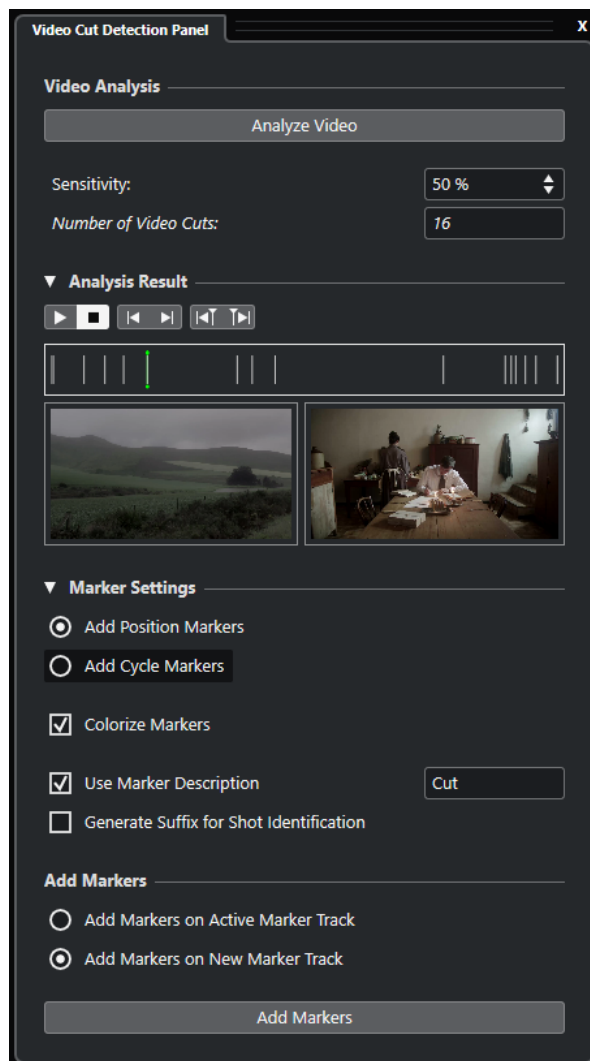 Video Cut Detection Panel
X
Video Analysis
Analyze Video
Sensitivity: 50 %
Number of Video Cuts: 16
Analysis Result
Marker Settings
Add Position Markers
Add Cycle Markers
Colorize Markers
Use Marker Description Cut
Generate Suffix for Shot Identification
Add Markers
Add Markers on Active Marker Track
Add Markers on New Marker Track
Add Markers